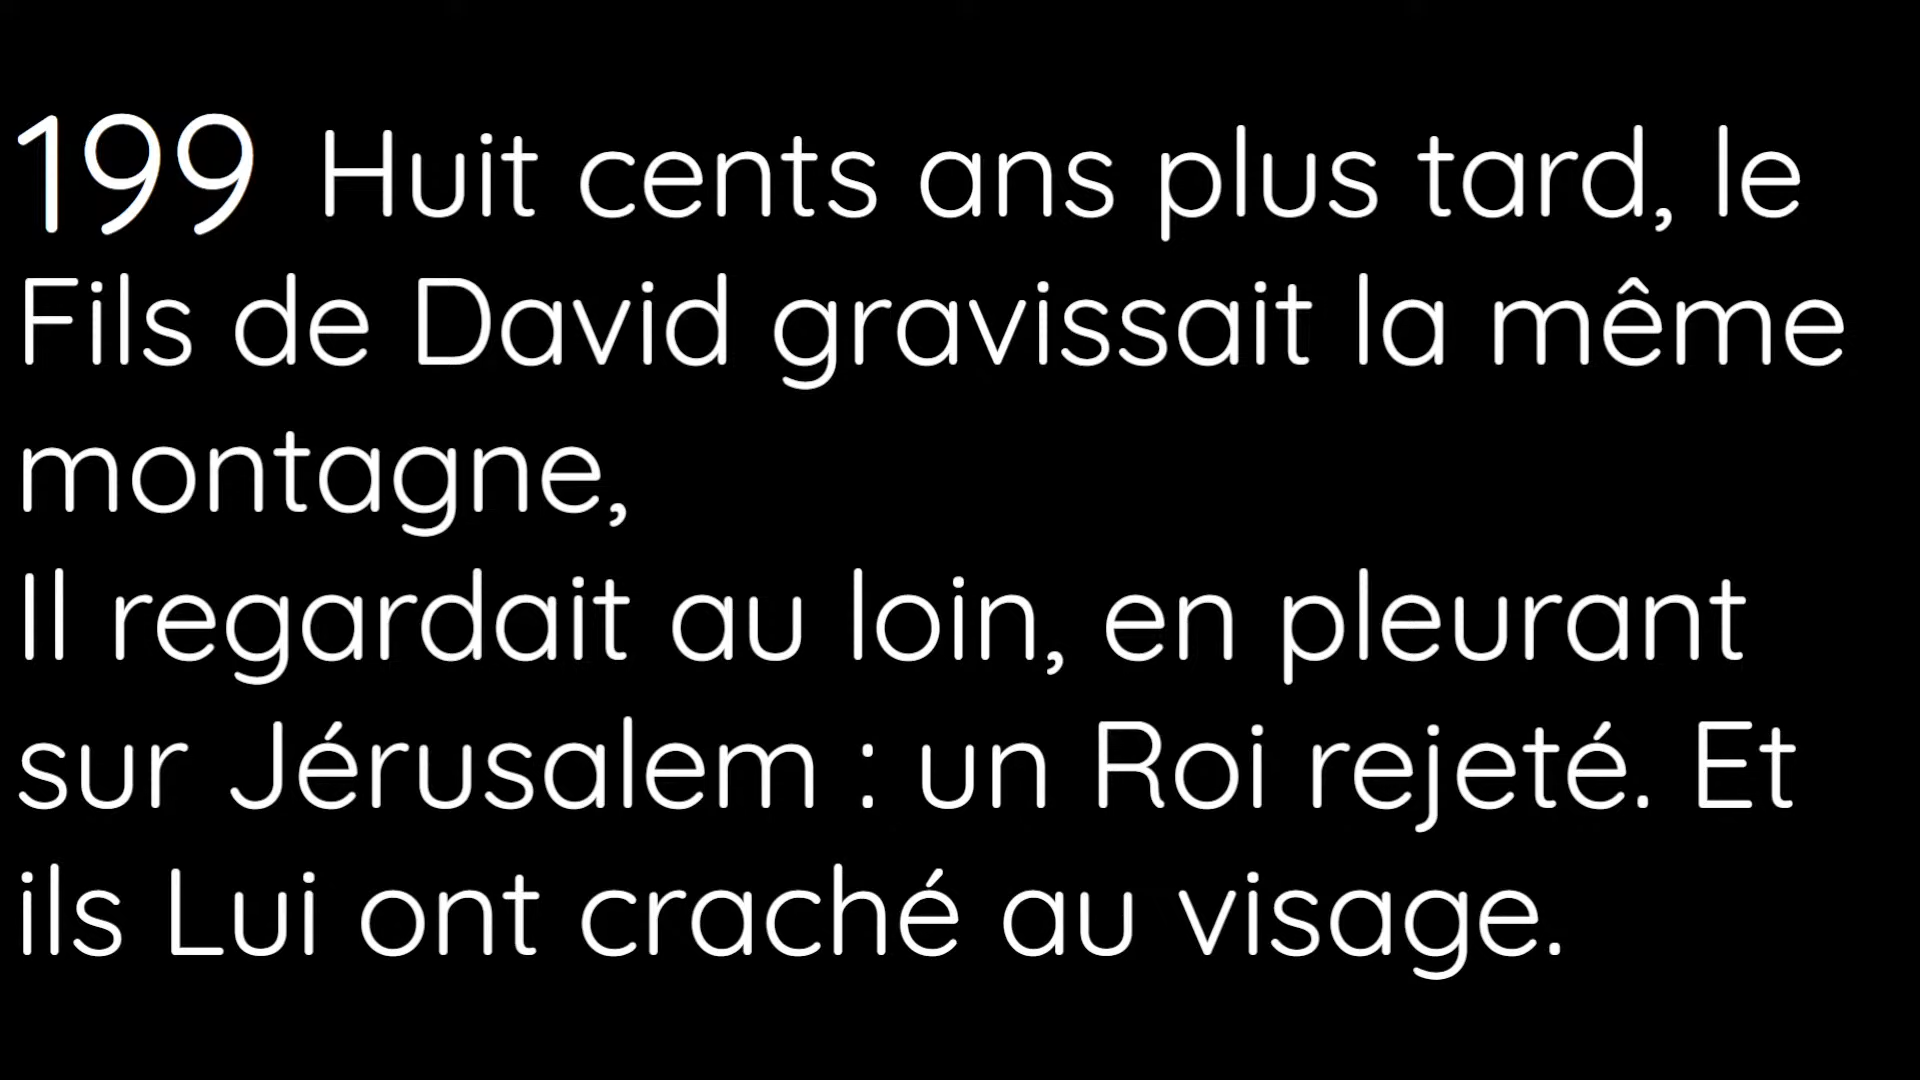 199 Huit cents ans plus tard, le
Fils de David gravissait la même
montagne,
Il regardait au loin, en pleurant
sur Jérusalem : un Roi rejeté. Et
ils Lui ont craché au visage.